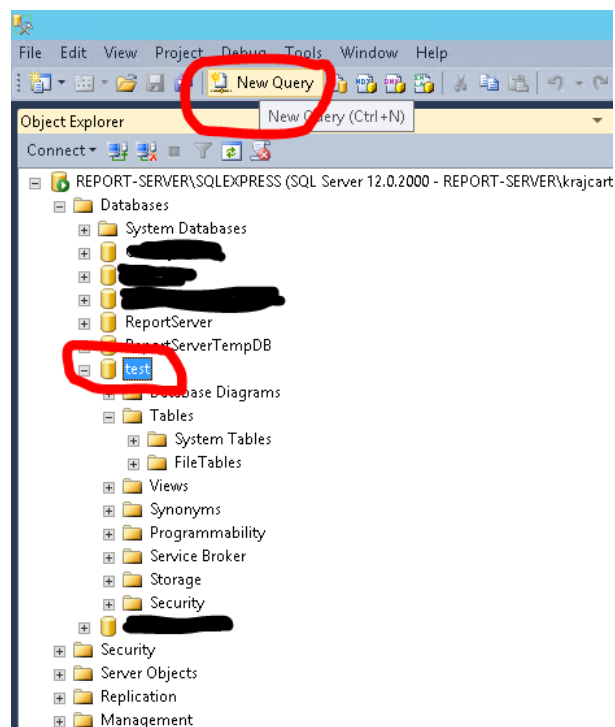 File Edit View Project Debug Tools Window Help
New Query
New Query (Ctrl+N)
Object Explorer
Connect
REPORT-SERVER\SQLEXPRESS (SQL Server 12.0.2000 - REPORT-SERVER\krajcart
Databases
System Databases
ReportServer
ReportServerTempDB
test
Database Diagrams
Tables
System Tables
FileTables
Views
Synonyms
Programmability
Service Broker
Storage
Security
Security
Server Objects
Replication
Management